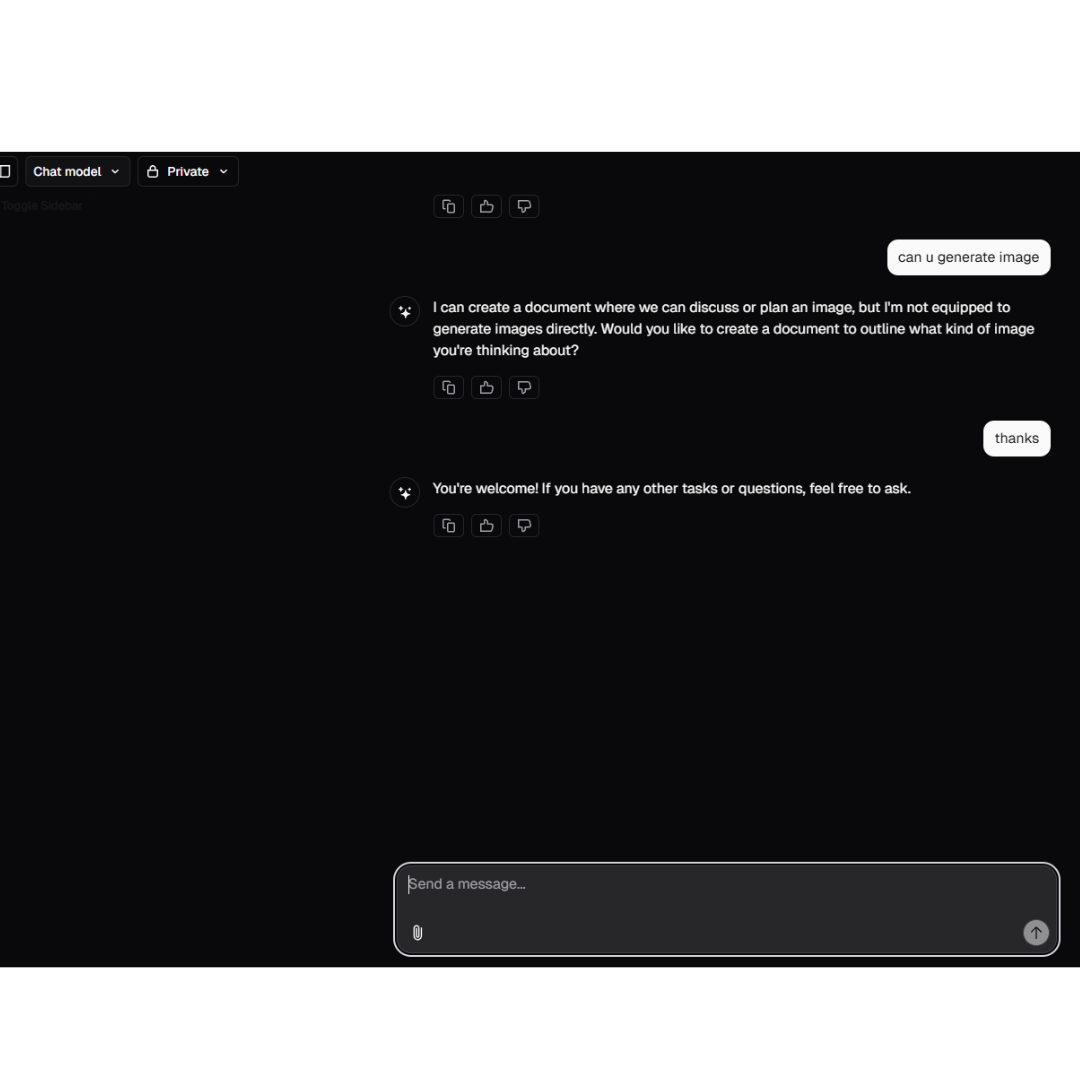 Chat model
Private
Toggle Sidebar
can u generate image
I can create a document where we can discuss or plan an image, but I'm not equipped to
generate images directly. Would you like to create a document to outline what kind of image
you're thinking about?
thanks
You're welcome! If you have any other tasks or questions, feel free to ask.
Send a message...